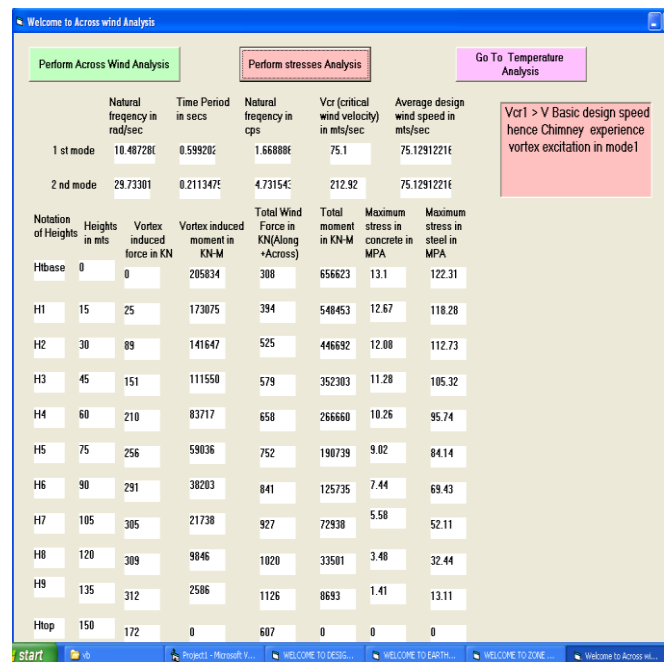 Welcome to Across wind Analysis
Perform Across Wind Analysis
Perform stresses Analysis
Go To Temperature
Analysis
Natural
freqency in
rad/sec
Time Period
in secs
Natural
freqency in
cps
Vcr (critical
wind velocity)
in mts/sec
Average design
wind speed in
mts/sec
Vcr1 > V Basic design speed
hence Chimney experience
vortex excitation in mode1
1 st mode 10.48728( 0.599202 1.668886 75.1 75.12912216
2 nd mode 29.73301 0.2113475 4.731543 212.92 75.12912216
Notation
of Heights
Heights
in mts
Vortex
induced
force in KN
Vortex induced
moment in
KN-M
Total Wind
Force in
KN(Along
+Across)
Total
moment
in KN-M
Maximum
stress in
concrete in
MPA
Maximum
stress in
steel in
MPA
Htbase 0 0 205834 308 656623 13.1 122.31
H1 15 25 173075 394 548453 12.67 118.28
H2 30 89 141647 525 446692 12.08 112.73
H3 45 151 111550 579 352303 11.28 105.32
H4 60 210 83717 658 266660 10.26 95.74
H5 75 256 59036 752 190739 9.02 84.14
H6 90 291 38203 841 125735 7.44 69.43
H7 105 305 21738 927 72938 5.58 52.11
H8 120 309 9846 1020 33501 3.48 32.44
H9 135 312 2586 1126 8693 1.41 13.11
Htop 150 172 0 607 0 0 0
start vb Project1 - Microsoft V... WELCOME TO DESIG... WELCOME TO EARTH... WELCOME TO ZONE ... Welcome to Across wi...